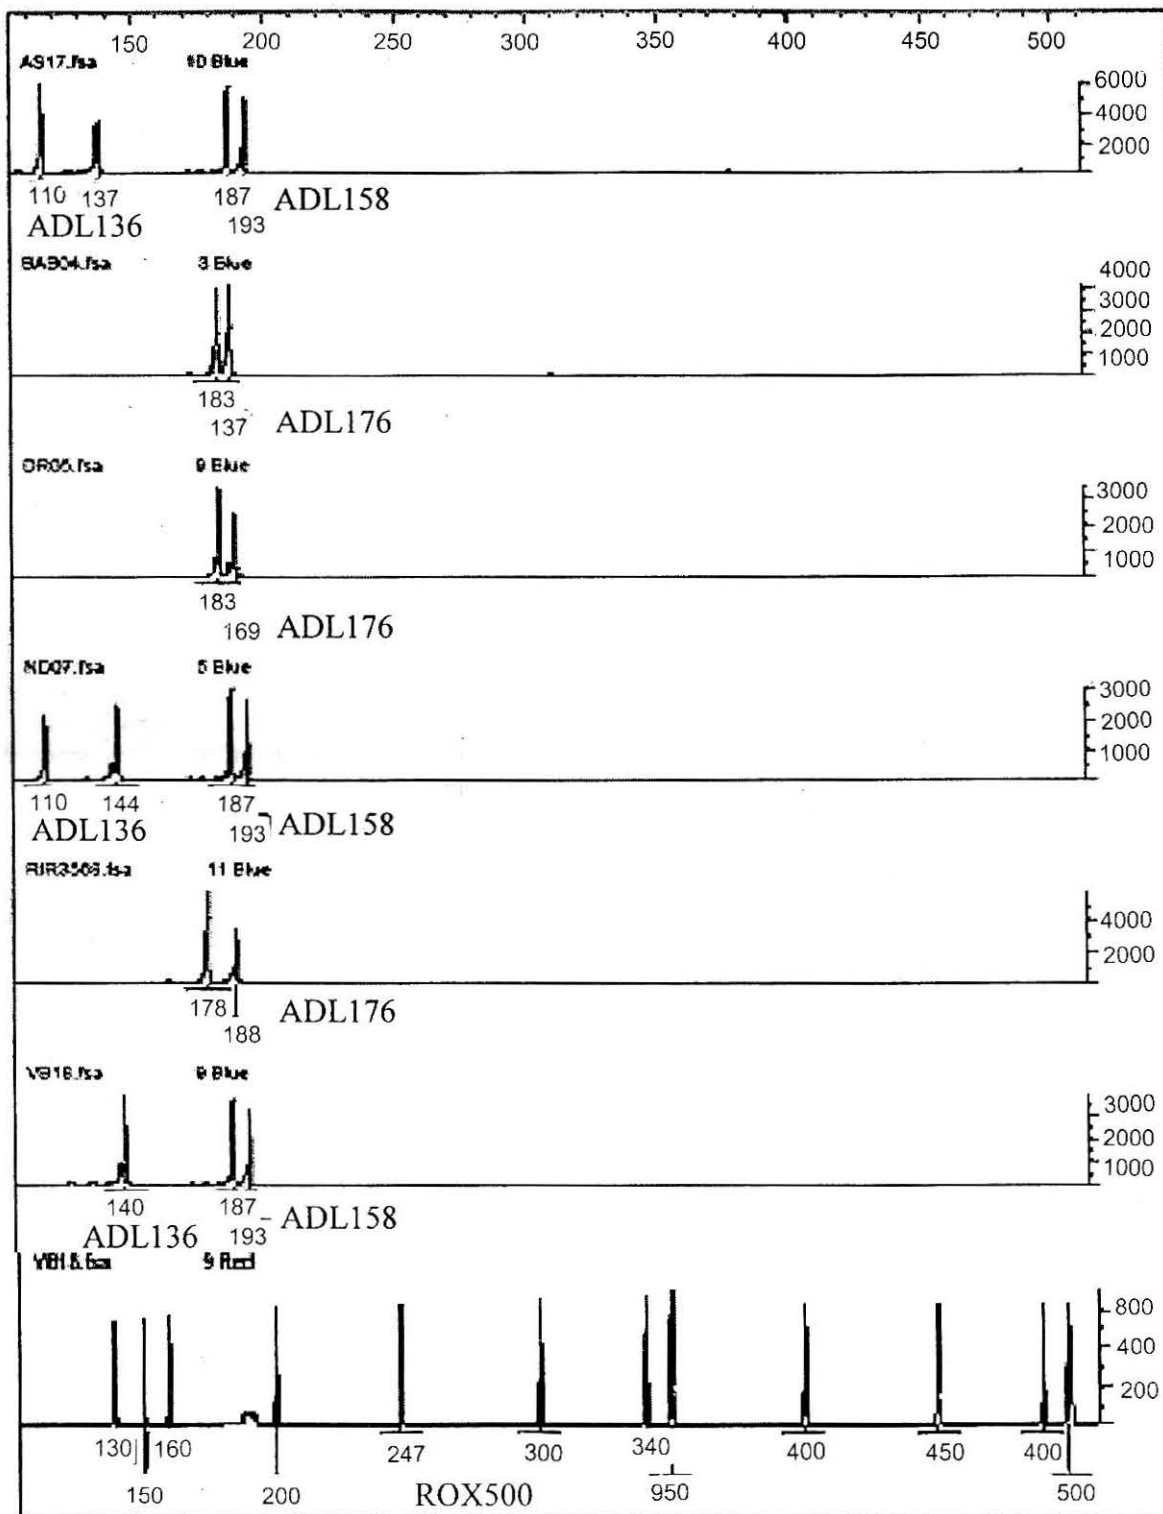 150 200 250 300 350 400 450 500
AS17.fsa 10 Blue
6000
4000
2000
110 137 187 ADL158
ADL136 193
BAB04.fsa 3 Blue
4000
3000
2000
1000
183
137 ADL176
OR05.fsa 9 Blue
3000
2000
1000
183
169 ADL176
ND07.fsa 5 Blue
3000
2000
1000
110 144 187
ADL136 193 ADL158
RIR3506.fsa 11 Blue
4000
2000
178 ADL176
188
VB18.fsa 9 Blue
3000
2000
1000
140 187
ADL136 193 ADL158
9 Red
800
400
200
130 160 247 300 340 400 450 400
150 200 ROX500 950 500